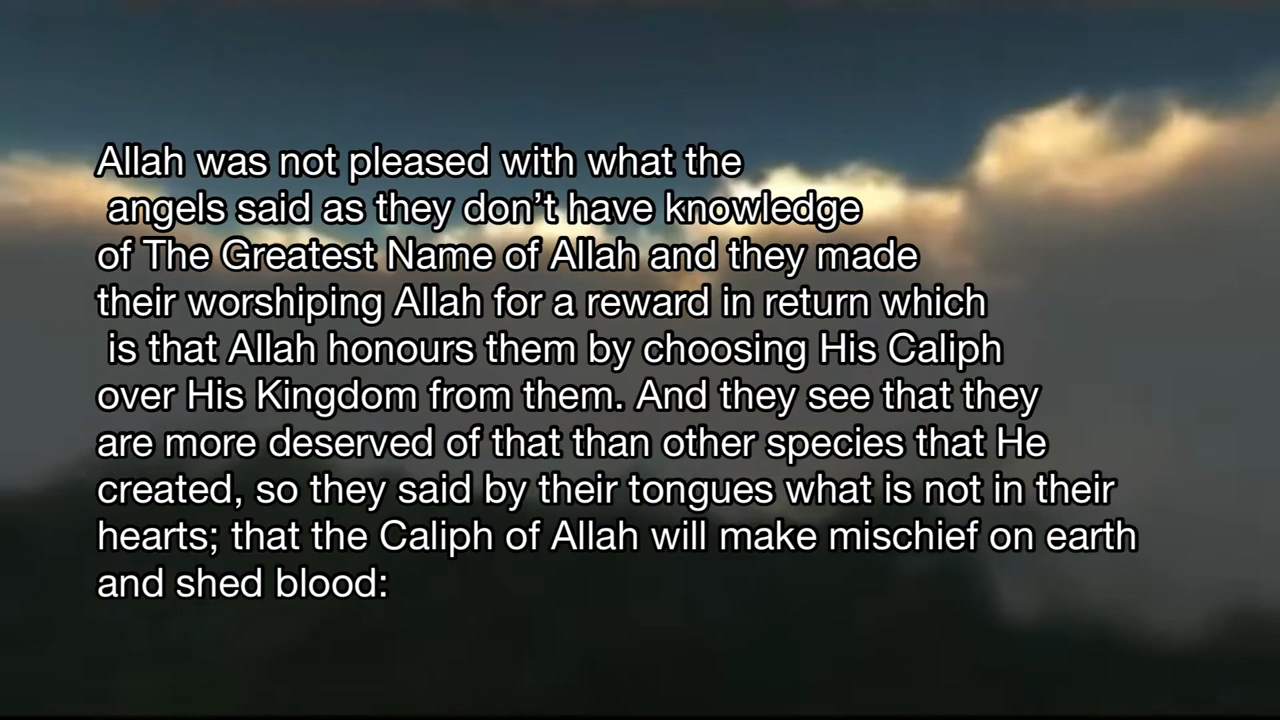 Allah was not pleased with what the
angels said as they don’t have knowledge
of The Greatest Name of Allah and they made
their worshiping Allah for a reward in return which
is that Allah honours them by choosing His Caliph
over His Kingdom from them. And they see that they
are more deserved of that than other species that He
created, so they said by their tongues what is not in their
hearts; that the Caliph of Allah will make mischief on earth
and shed blood: